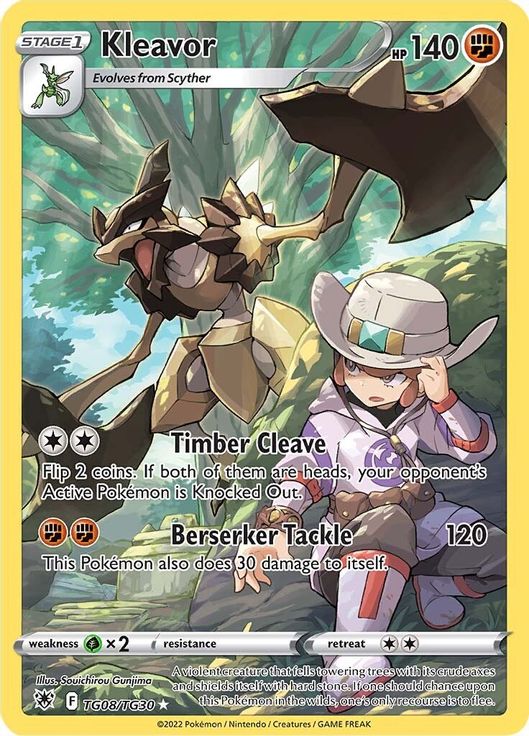 STAGE 1
Kleavor
HP 140
Evolves from Scyther
Timber Cleave
Flip 2 coins. If both of them are heads, your opponent's
Active Pokémon is Knocked Out.
Berserker Tackle 120
This Pokémon also does 30 damage to itself.
weakness ×2 resistance retreat
Illus. Souichirou Gunjima
F TG08/TG30 ★
A violent creature that fells towering trees with its crude axes
and shields itself with hard stone. If one should chance upon
this Pokémon in the wilds, one's only recourse is to flee.
©2022 Pokémon / Nintendo / Creatures / GAME FREAK